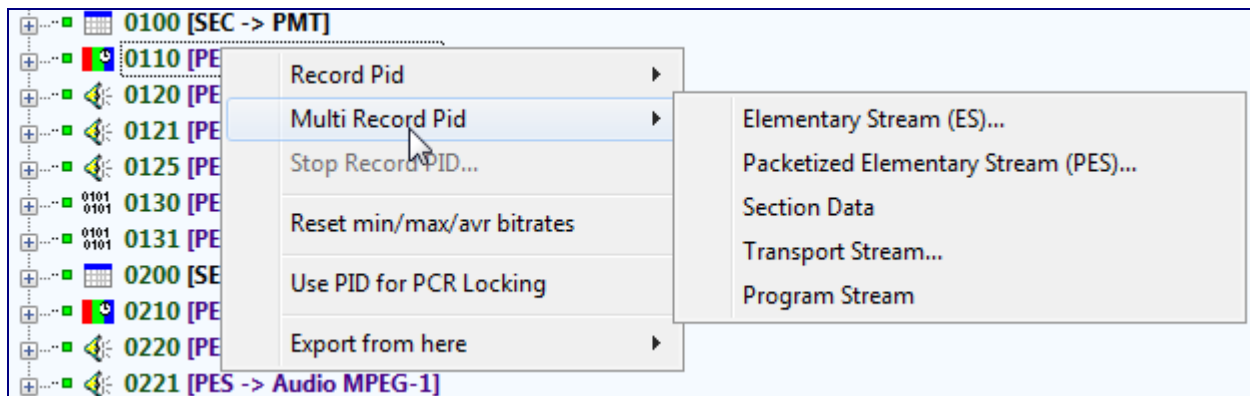 0100 [SEC -> PMT]
0110 [PE
0120 [PE
0121 [PE
0125 [PE
0101
0101 0130 [PE
0101
0101 0131 [PE
0200 [SE
0210 [PE
0220 [PE
0221 [PES -> Audio MPEG-1]
Record Pid
Multi Record Pid
Stop Record PID...
Reset min/max/avr bitrates
Use PID for PCR Locking
Export from here
Elementary Stream (ES)...
Packetized Elementary Stream (PES)...
Section Data
Transport Stream...
Program Stream